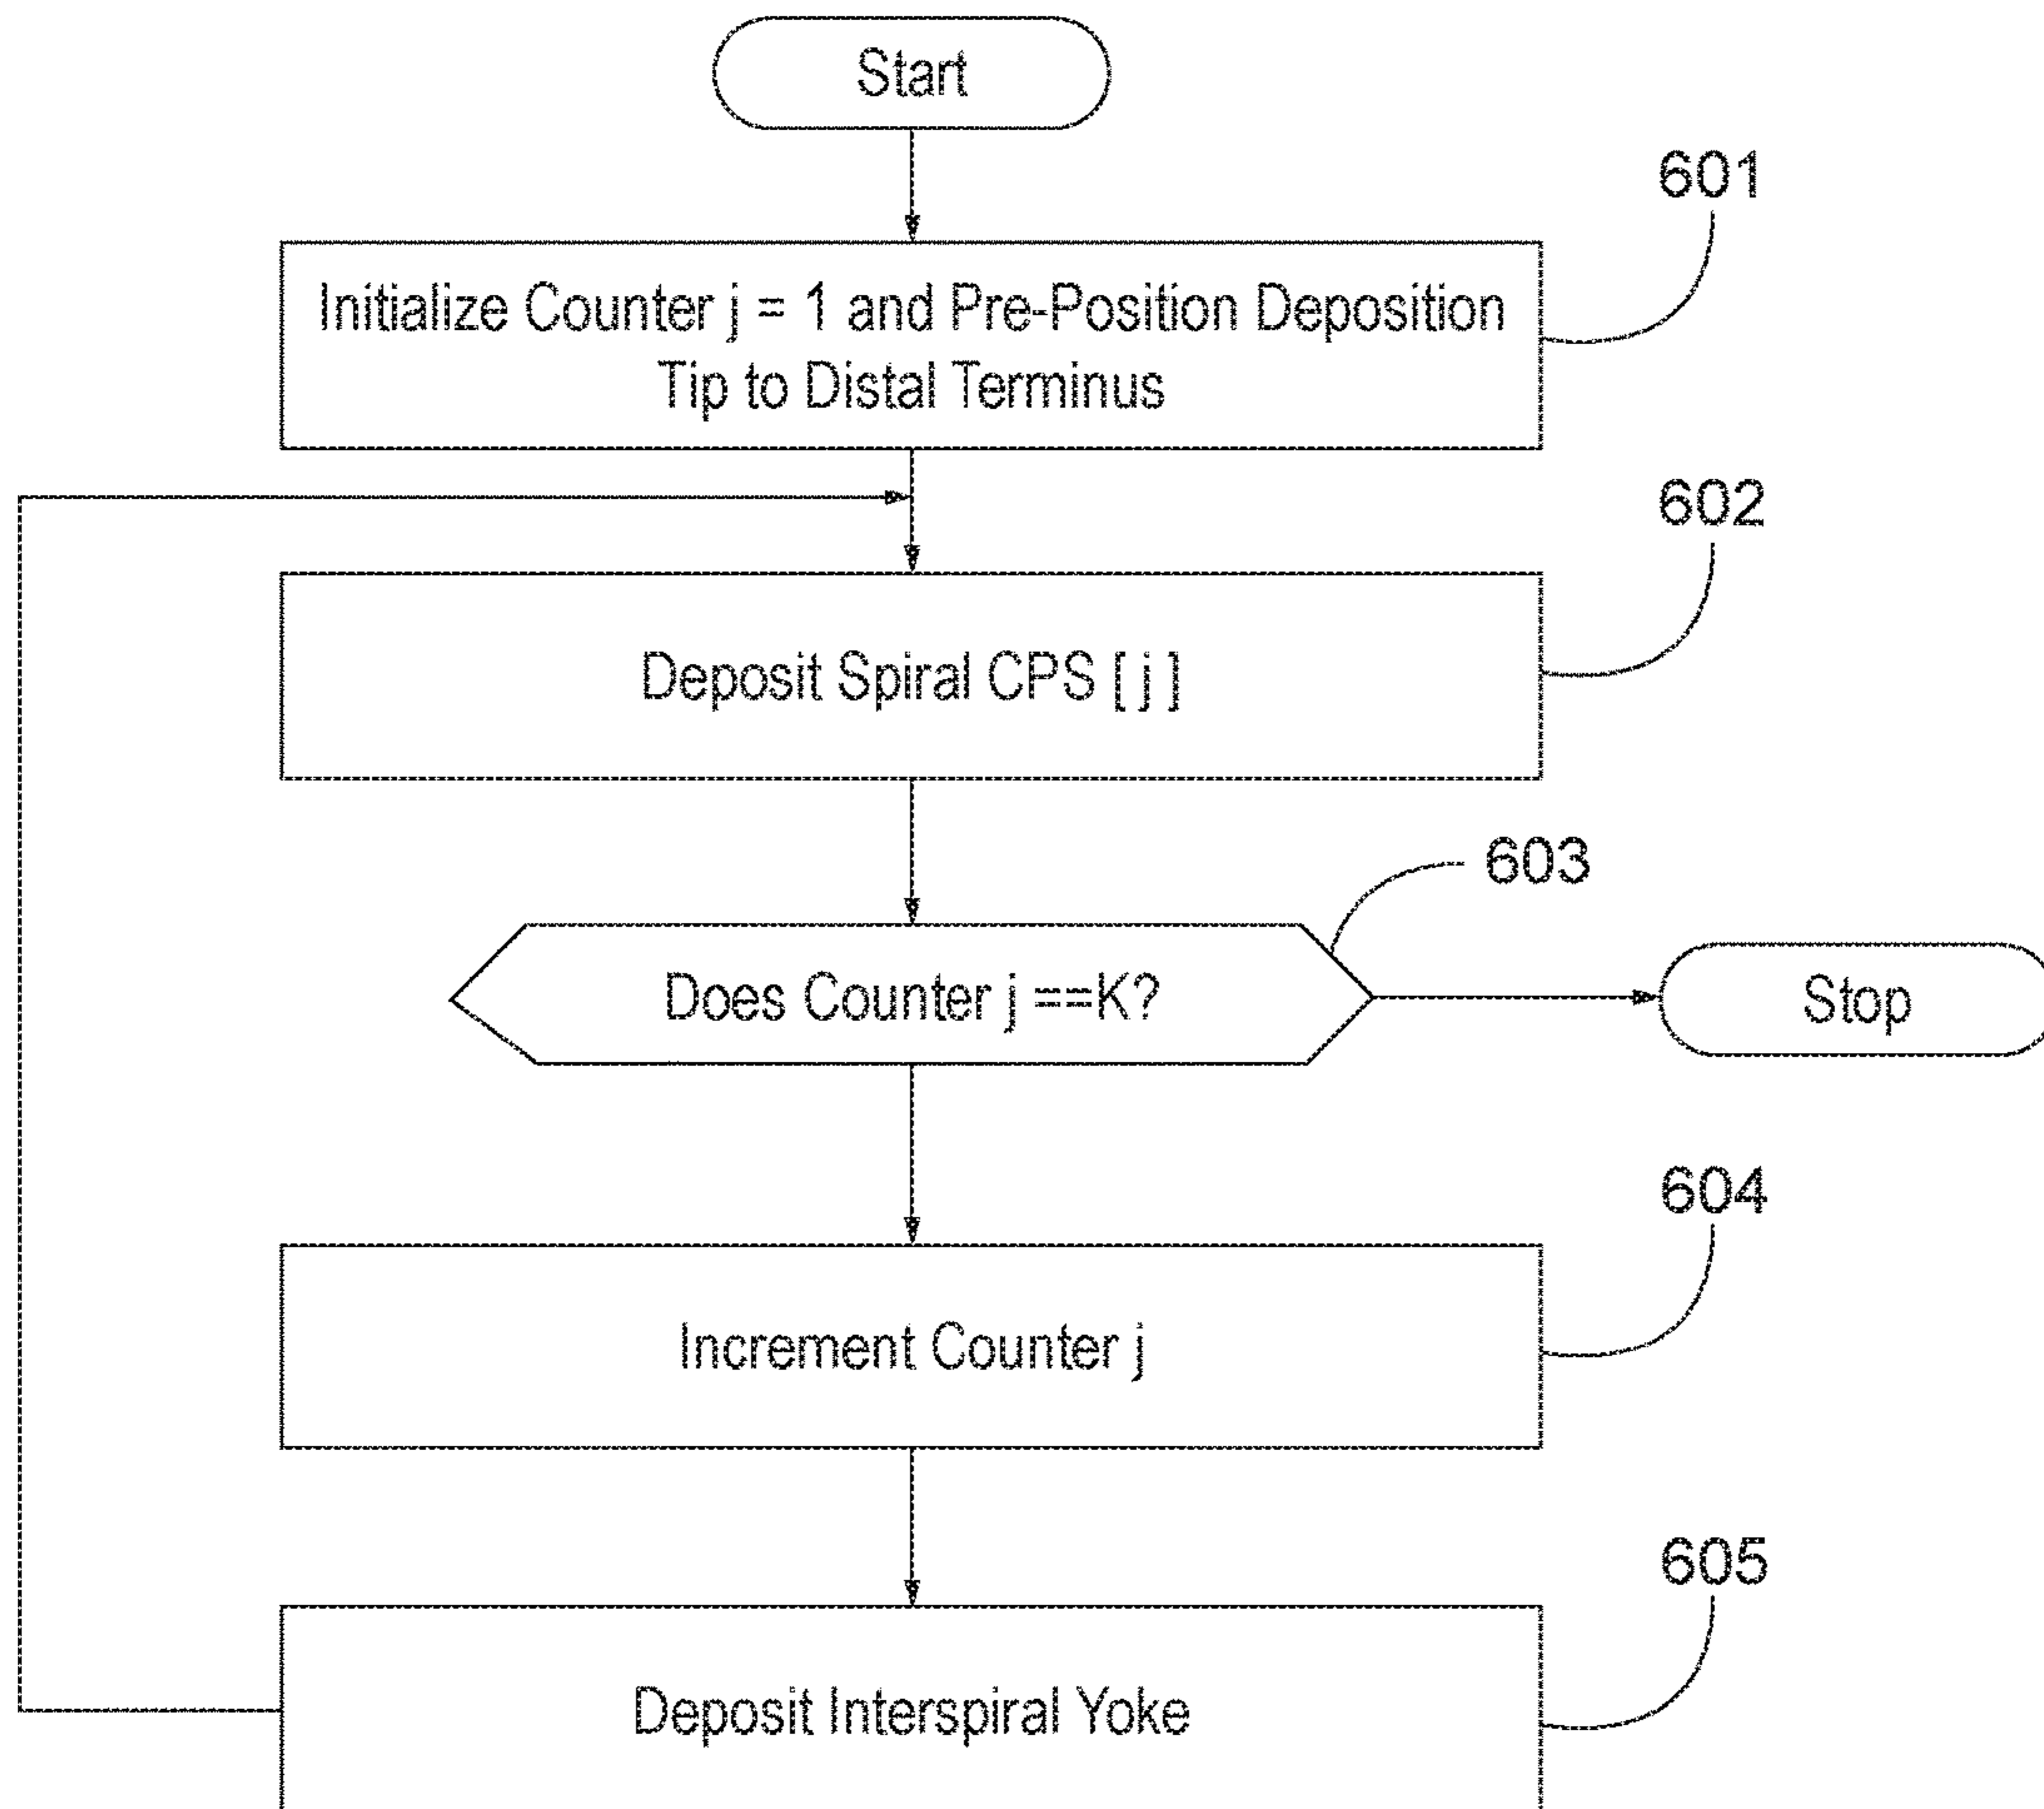 Start
601
Initialize Counter j = 1 and Pre-Position Deposition
Tip to Distal Terminus
602
Deposit Spiral CPS [ j ]
603
Does Counter j ==K?
Stop
604
Increment Counter j
605
Deposit Interspiral Yoke